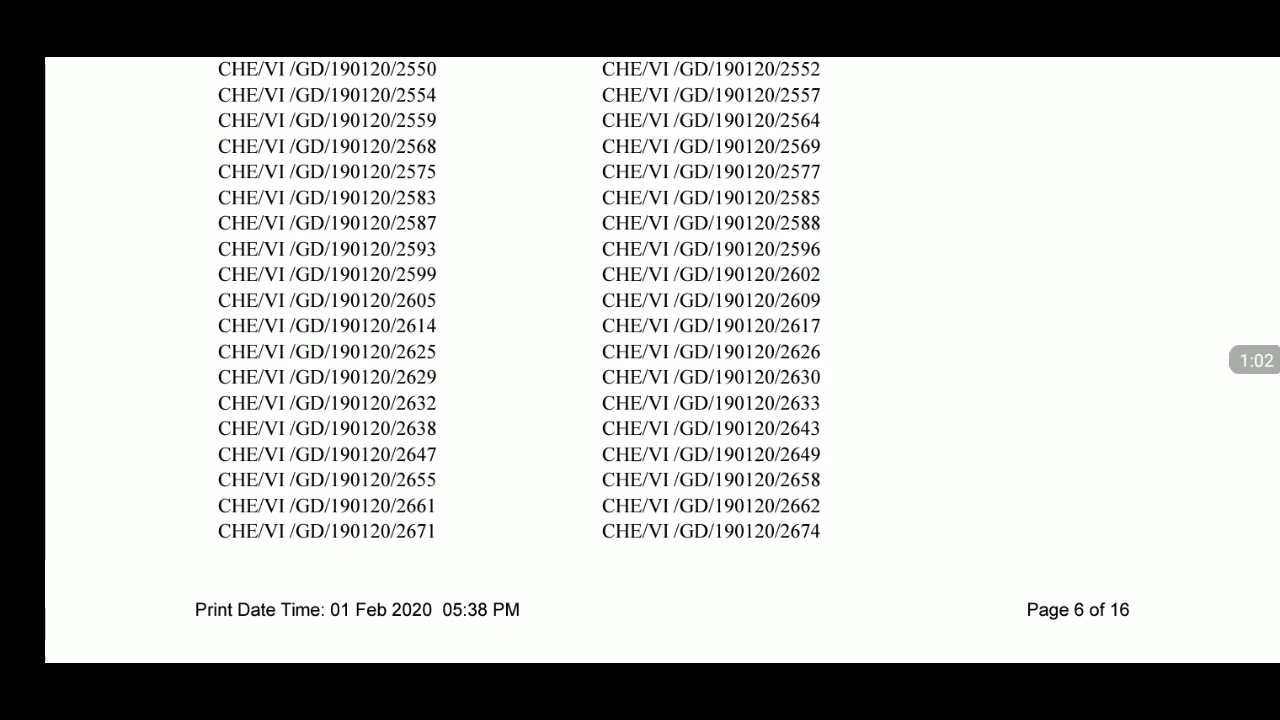 CHE/VI /GD/190120/2550 CHE/VI /GD/190120/2552
CHE/VI /GD/190120/2554 CHE/VI /GD/190120/2557
CHE/VI /GD/190120/2559 CHE/VI /GD/190120/2564
CHE/VI /GD/190120/2568 CHE/VI /GD/190120/2569
CHE/VI /GD/190120/2575 CHE/VI /GD/190120/2577
CHE/VI /GD/190120/2583 CHE/VI /GD/190120/2585
CHE/VI /GD/190120/2587 CHE/VI /GD/190120/2588
CHE/VI /GD/190120/2593 CHE/VI /GD/190120/2596
CHE/VI /GD/190120/2599 CHE/VI /GD/190120/2602
CHE/VI /GD/190120/2605 CHE/VI /GD/190120/2609
CHE/VI /GD/190120/2614 CHE/VI /GD/190120/2617
CHE/VI /GD/190120/2625 CHE/VI /GD/190120/2626
CHE/VI /GD/190120/2629 CHE/VI /GD/190120/2630
CHE/VI /GD/190120/2632 CHE/VI /GD/190120/2633
CHE/VI /GD/190120/2638 CHE/VI /GD/190120/2643
CHE/VI /GD/190120/2647 CHE/VI /GD/190120/2649
CHE/VI /GD/190120/2655 CHE/VI /GD/190120/2658
CHE/VI /GD/190120/2661 CHE/VI /GD/190120/2662
CHE/VI /GD/190120/2671 CHE/VI /GD/190120/2674
1:02
Print Date Time: 01 Feb 2020 05:38 PM Page 6 of 16